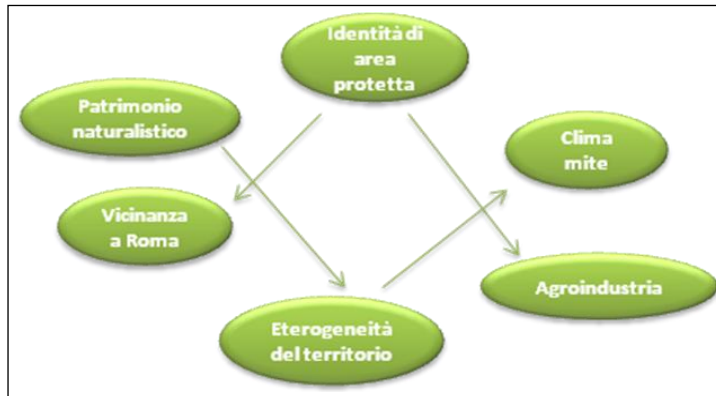 Identità di
area
protetta
Patrimonio
naturalistico
Clima
mite
Vicinanza
a Roma
Agroindustria
Eterogeneità
del territorio